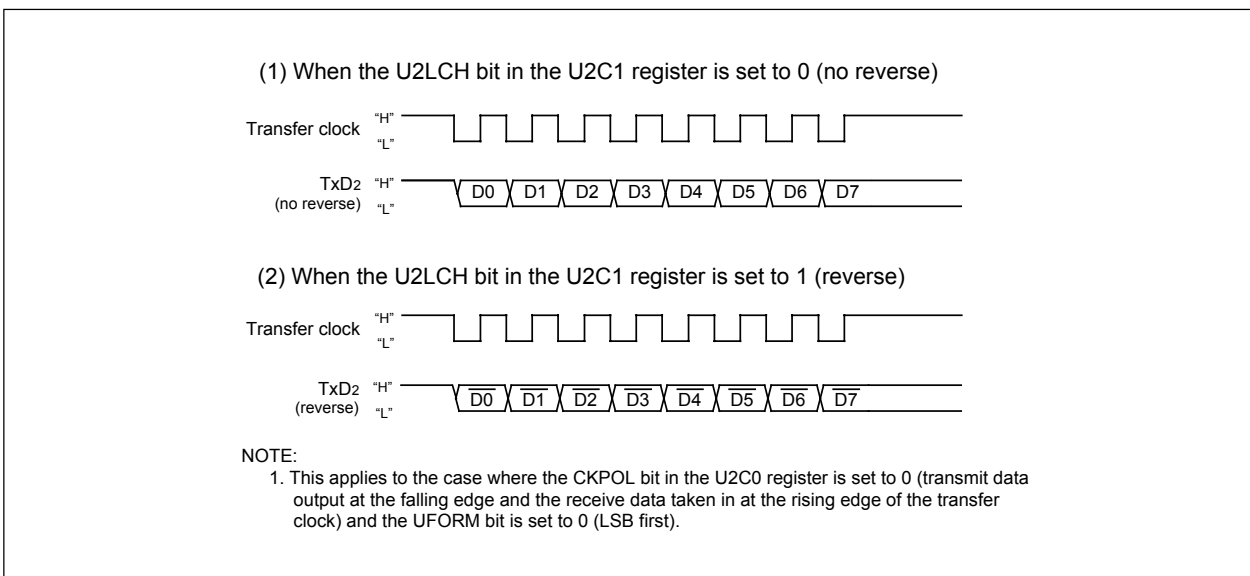 (1) When the U2LCH bit in the U2C1 register is set to 0 (no reverse)
Transfer clock
“H”
“L”
TxD2
(no reverse)
“H”
“L”
D0 D1 D2 D3 D4 D5 D6 D7
(2) When the U2LCH bit in the U2C1 register is set to 1 (reverse)
Transfer clock
“H”
“L”
TxD2
(reverse)
“H”
“L”
D0 D1 D2 D3 D4 D5 D6 D7
NOTE:
1. This applies to the case where the CKPOL bit in the U2C0 register is set to 0 (transmit data
output at the falling edge and the receive data taken in at the rising edge of the transfer
clock) and the UFORM bit is set to 0 (LSB first).